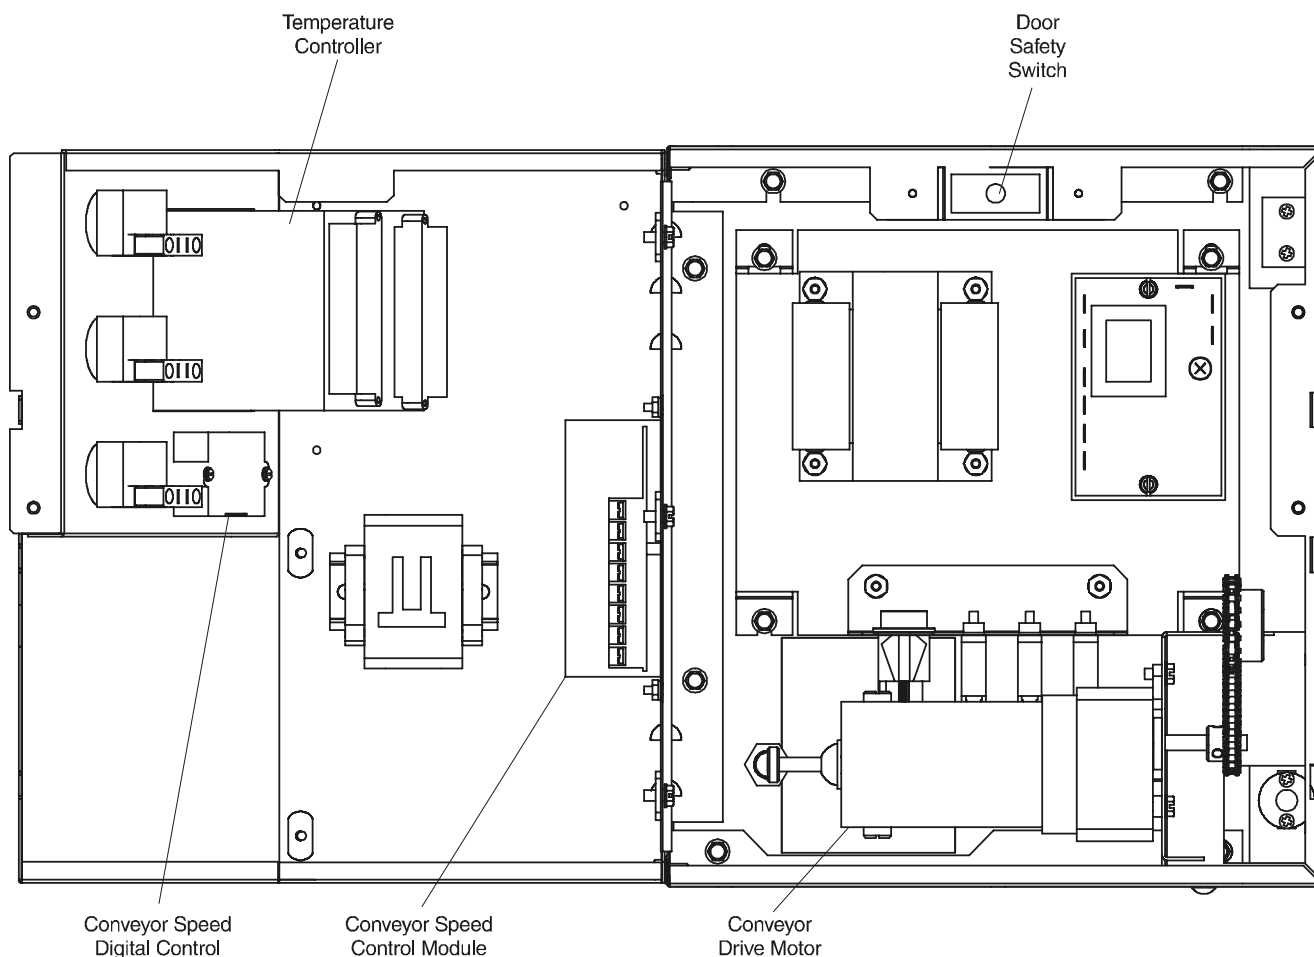 Temperature
Controller
Door
Safety
Switch
0110
0110
0110
Conveyor Speed
Digital Control
Conveyor Speed
Control Module
Conveyor
Drive Motor